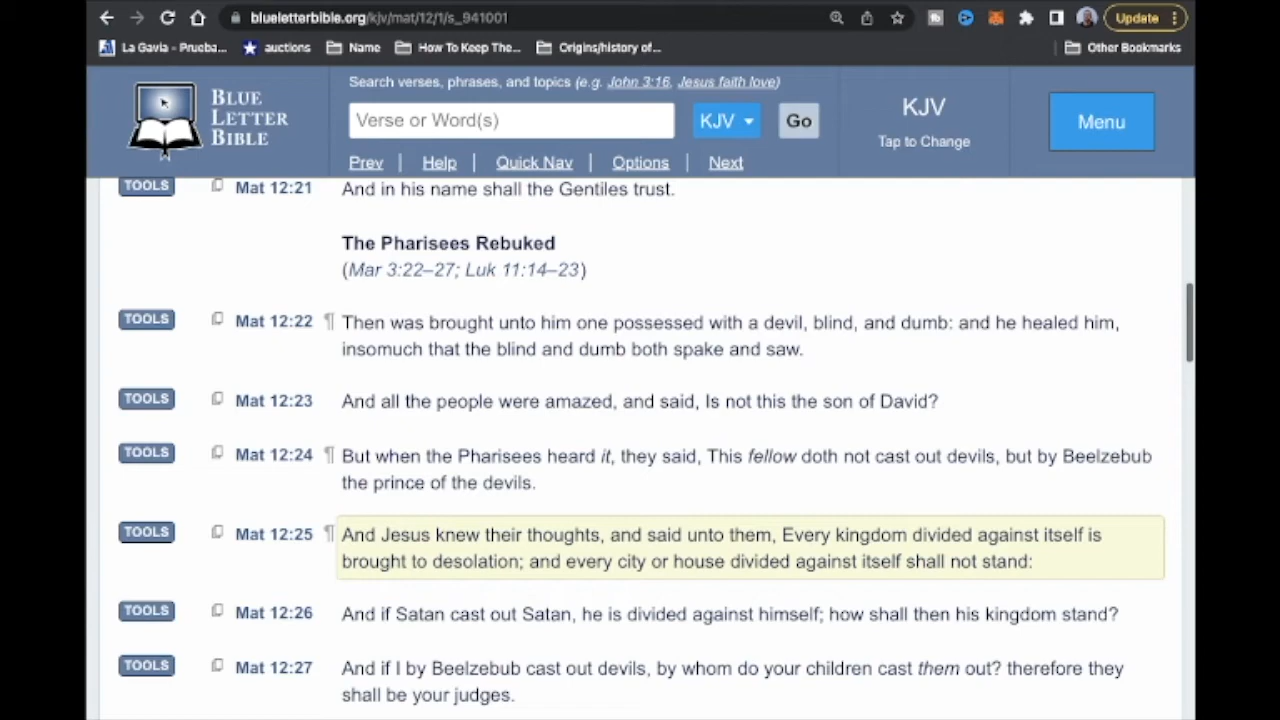 blueletterbible.org/kjv/mat/12/1/s_941001
Update
La Gavia - Prueba...
auctions
Name
How To Keep The...
Origins/history of...
Other Bookmarks
BLUE
LETTER
BIBLE
Search verses, phrases, and topics (e.g. John 3:16, Jesus faith love)
Verse or Word(s)
KJV
Go
Prev | Help | Quick Nav | Options | Next
KJV
Tap to Change
Menu
TOOLS Mat 12:21 And in his name shall the Gentiles trust.
The Pharisees Rebuked
(Mar 3:22–27; Luk 11:14–23)
TOOLS Mat 12:22 ¶ Then was brought unto him one possessed with a devil, blind, and dumb: and he healed him,
insomuch that the blind and dumb both spake and saw.
TOOLS Mat 12:23 And all the people were amazed, and said, Is not this the son of David?
TOOLS Mat 12:24 ¶ But when the Pharisees heard it, they said, This fellow doth not cast out devils, but by Beelzebub
the prince of the devils.
TOOLS Mat 12:25 ¶ And Jesus knew their thoughts, and said unto them, Every kingdom divided against itself is
brought to desolation; and every city or house divided against itself shall not stand:
TOOLS Mat 12:26 And if Satan cast out Satan, he is divided against himself; how shall then his kingdom stand?
TOOLS Mat 12:27 And if I by Beelzebub cast out devils, by whom do your children cast them out? therefore they
shall be your judges.